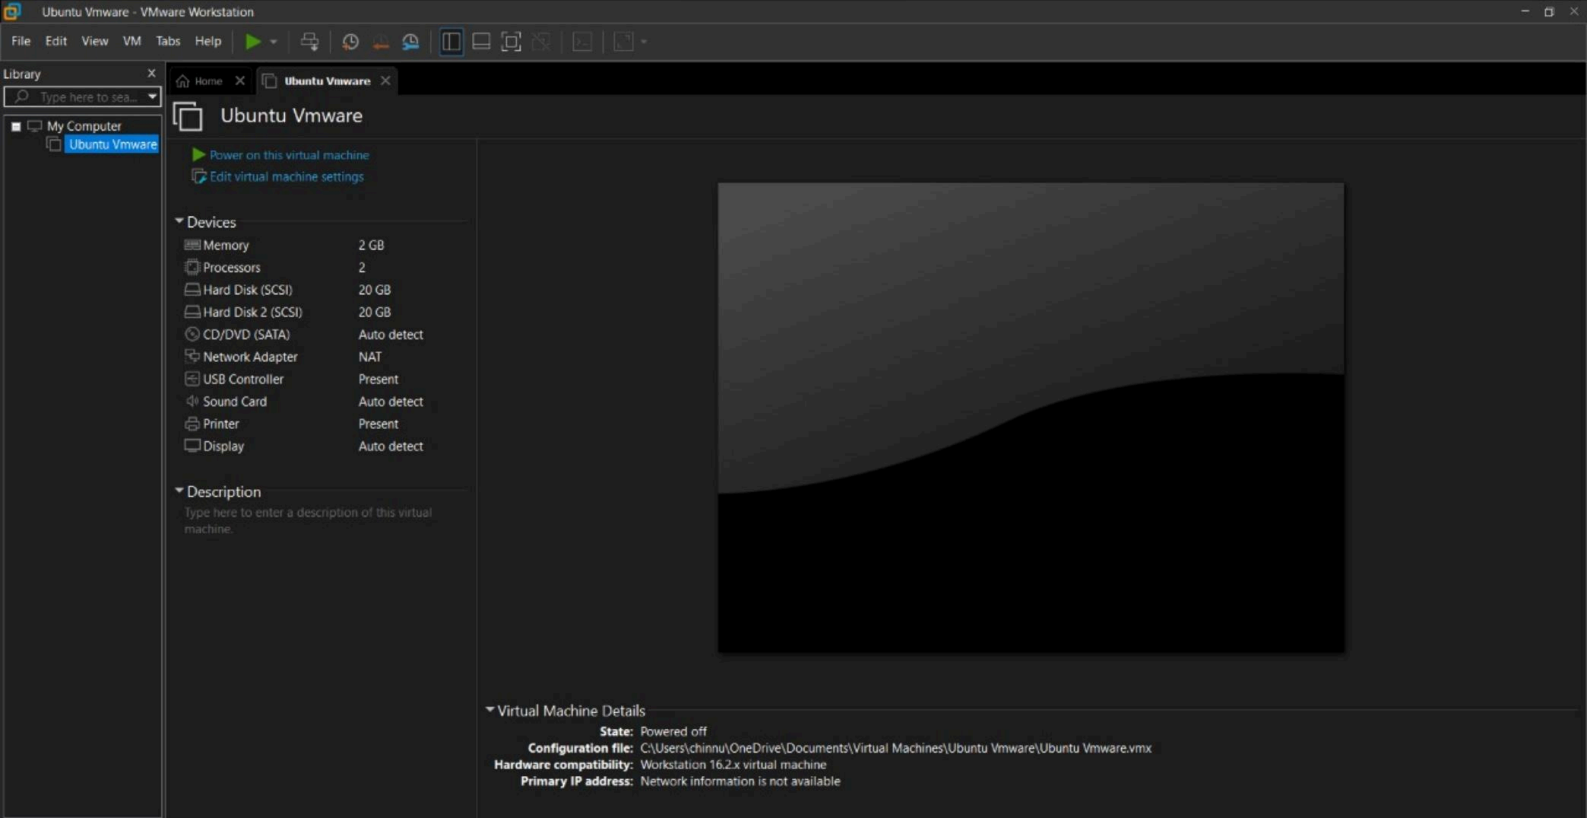 Ubuntu Vmware - VMware Workstation
File Edit View VM Tabs Help
Library X
Type here to sea...
My Computer
Ubuntu Vmware
Home
Ubuntu Vmware
Ubuntu Vmware
Power on this virtual machine
Edit virtual machine settings
Devices
Memory 2 GB
Processors 2
Hard Disk (SCSI) 20 GB
Hard Disk 2 (SCSI) 20 GB
CD/DVD (SATA) Auto detect
Network Adapter NAT
USB Controller Present
Sound Card Auto detect
Printer Present
Display Auto detect
Description
Type here to enter a description of this virtual
machine.
Virtual Machine Details
State: Powered off
Configuration file: C:\Users\chinnu\OneDrive\Documents\Virtual Machines\Ubuntu Vmware\Ubuntu Vmware.vmx
Hardware compatibility: Workstation 16.2.x virtual machine
Primary IP address: Network information is not available